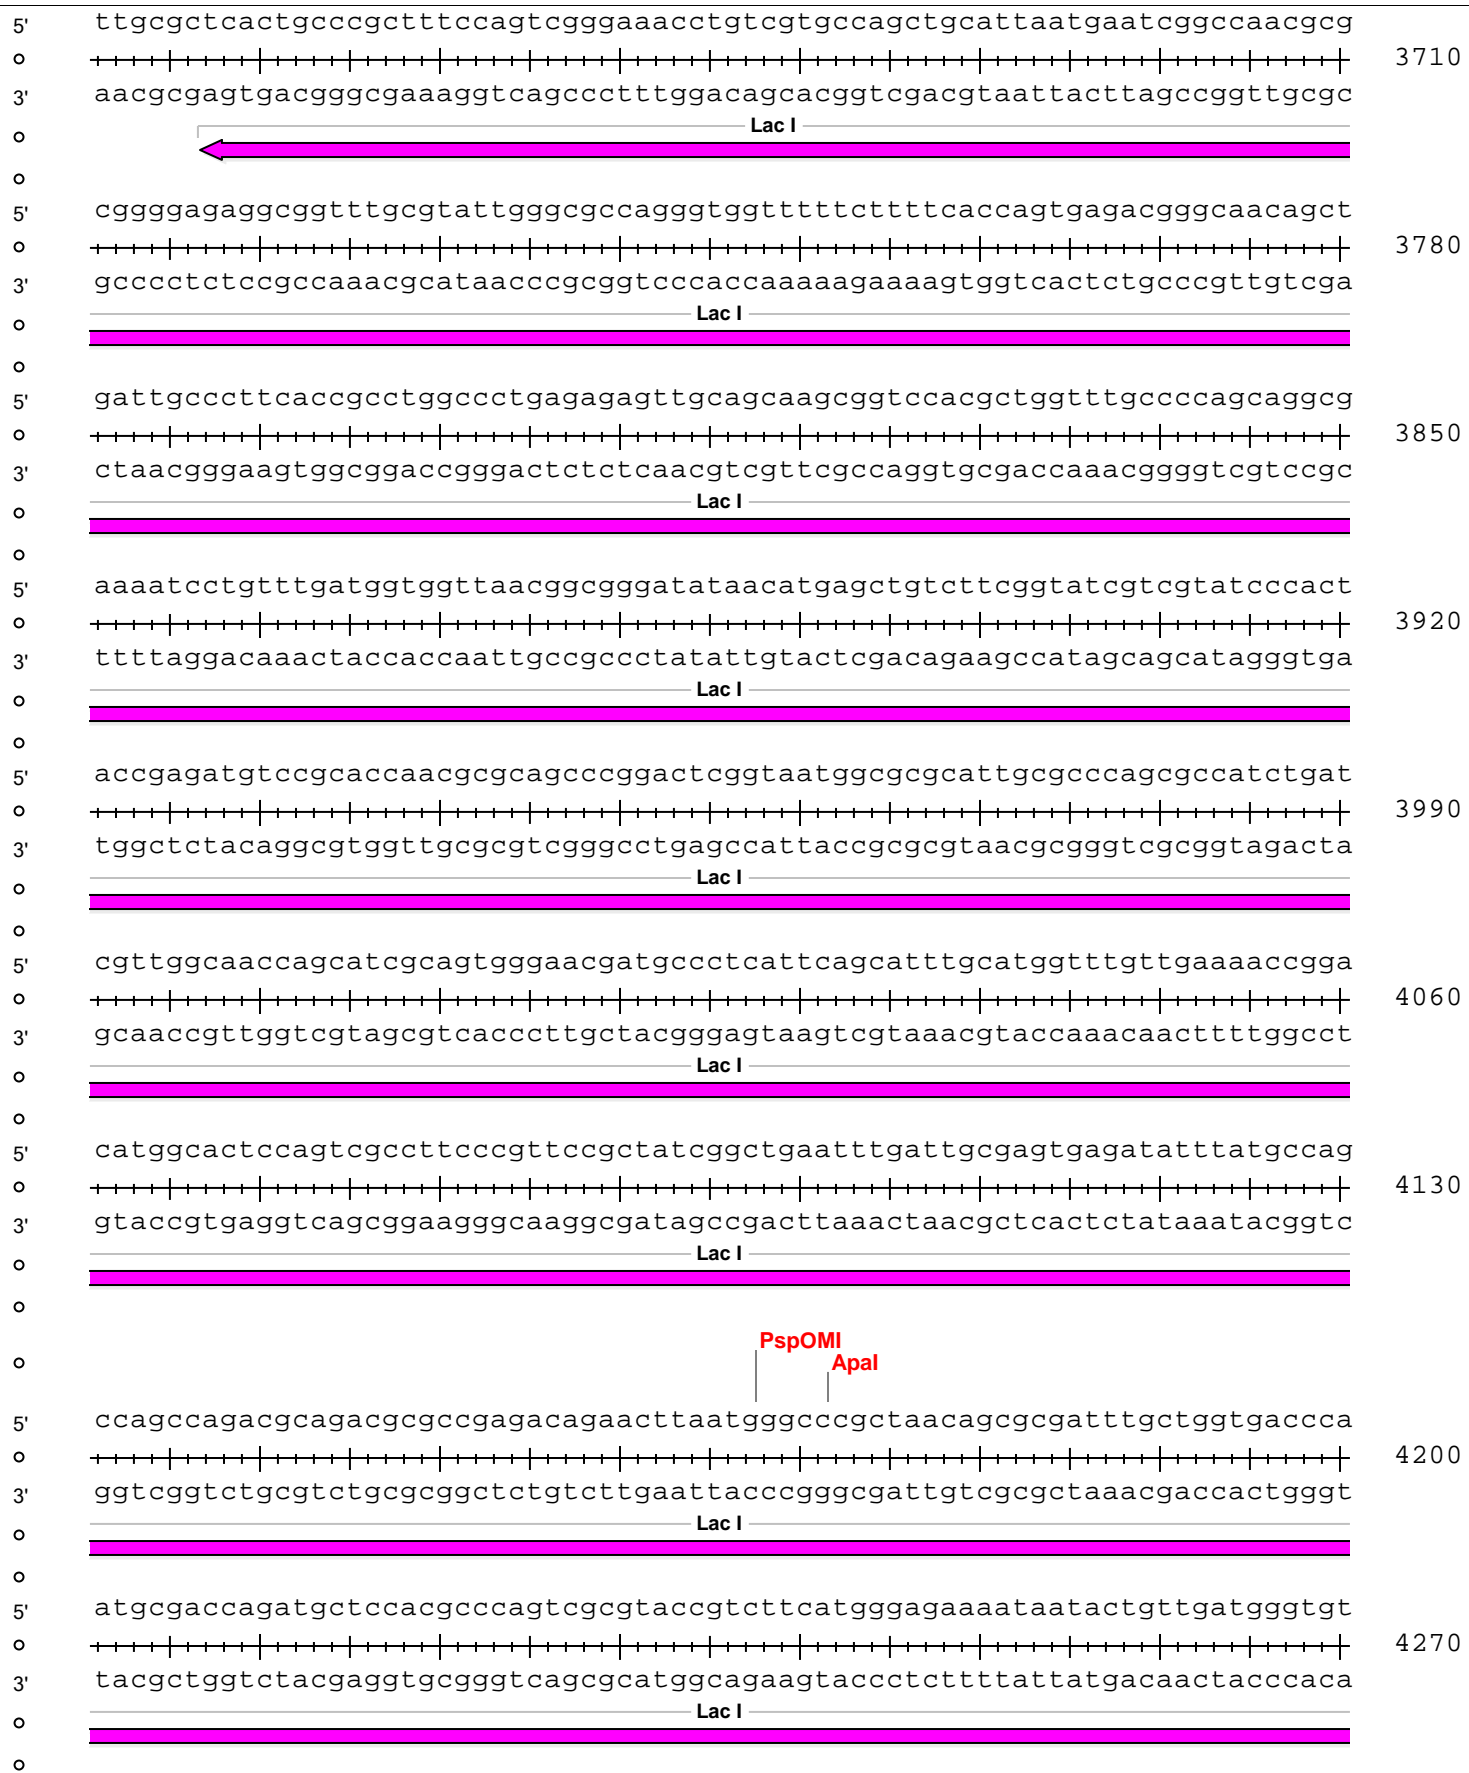 5' ttgcgctcactgcccgctttccagtcgggaaacctgtcgtgccagctgcattaatgaatcggccaacgcg
3710
3' aacgcgagtgacgggcgaaaggtcagccctttggacagcacggtcgacgtaattacttagccggttgcgc
Lac I
5' cggggagaggcggtttgcgtattgggcgccagggtggtttttcttttcaccagtgagacgggcaacagct
3780
3' gcccctctccgccaaacgcataacccgcggtcccaccaaaaagaaaagtggtcactctgcccgttgtcga
Lac I
5' gattgcccttcaccgcctggccctgagagagttgcagcaagcggtccacgctggtttgccccagcaggcg
3850
3' ctaacgggaagtggcggaccgggactctctcaacgtcgttcgccaggtgcgaccaaacggggtcgtccgc
Lac I
5' aaaatcctgtttgatggtggttaacggcgggatataacatgagctgtcttcggtatcgtcgtatcccact
3920
3' ttttaggacaaactaccaccaattgccgccctatattgtactcgacagaagccatagcagcatagggtga
Lac I
5' accgagatgtccgcaccaacgcgcagcccggactcggtaatggcgcgcattgcgcccagcgccatctgat
3990
3' tggctctacaggcgtggttgcgcgtcgggcctgagccattaccgcgcgtaacgcgggtcgcggtagacta
Lac I
5' cgttggcaaccagcatcgcagtgggaacgatgccctcattcagcatttgcatggtttgttgaaaaccgga
4060
3' gcaaccgttggtcgtagcgtcacccttgctacgggagtaagtcgtaaacgtaccaaacaacttttggcct
Lac I
5' catggcactccagtcgccttcccgttccgctatcggctgaatttgattgcgagtgagatatttatgccag
4130
3' gtaccgtgaggtcagcggaagggcaaggcgatagccgacttaaactaacgctcactctataaatacggtc
Lac I
PspOMI
ApaI
5' ccagccagacgcagacgcgccgagacagaacttaatgggcccgctaacagcgcgatttgctggtgaccca
4200
3' ggtcggtctgcgtctgcgcggctctgtcttgaattacccgggcgattgtcgcgctaaacgaccactgggt
Lac I
5' atgcgaccagatgctccacgcccagtcgcgtaccgtcttcatgggagaaaataatactgttgatgggtgt
4270
3' tacgctggtctacgaggtgcgggtcagcgcatggcagaagtaccctcttttattatgacaactacccaca
Lac I